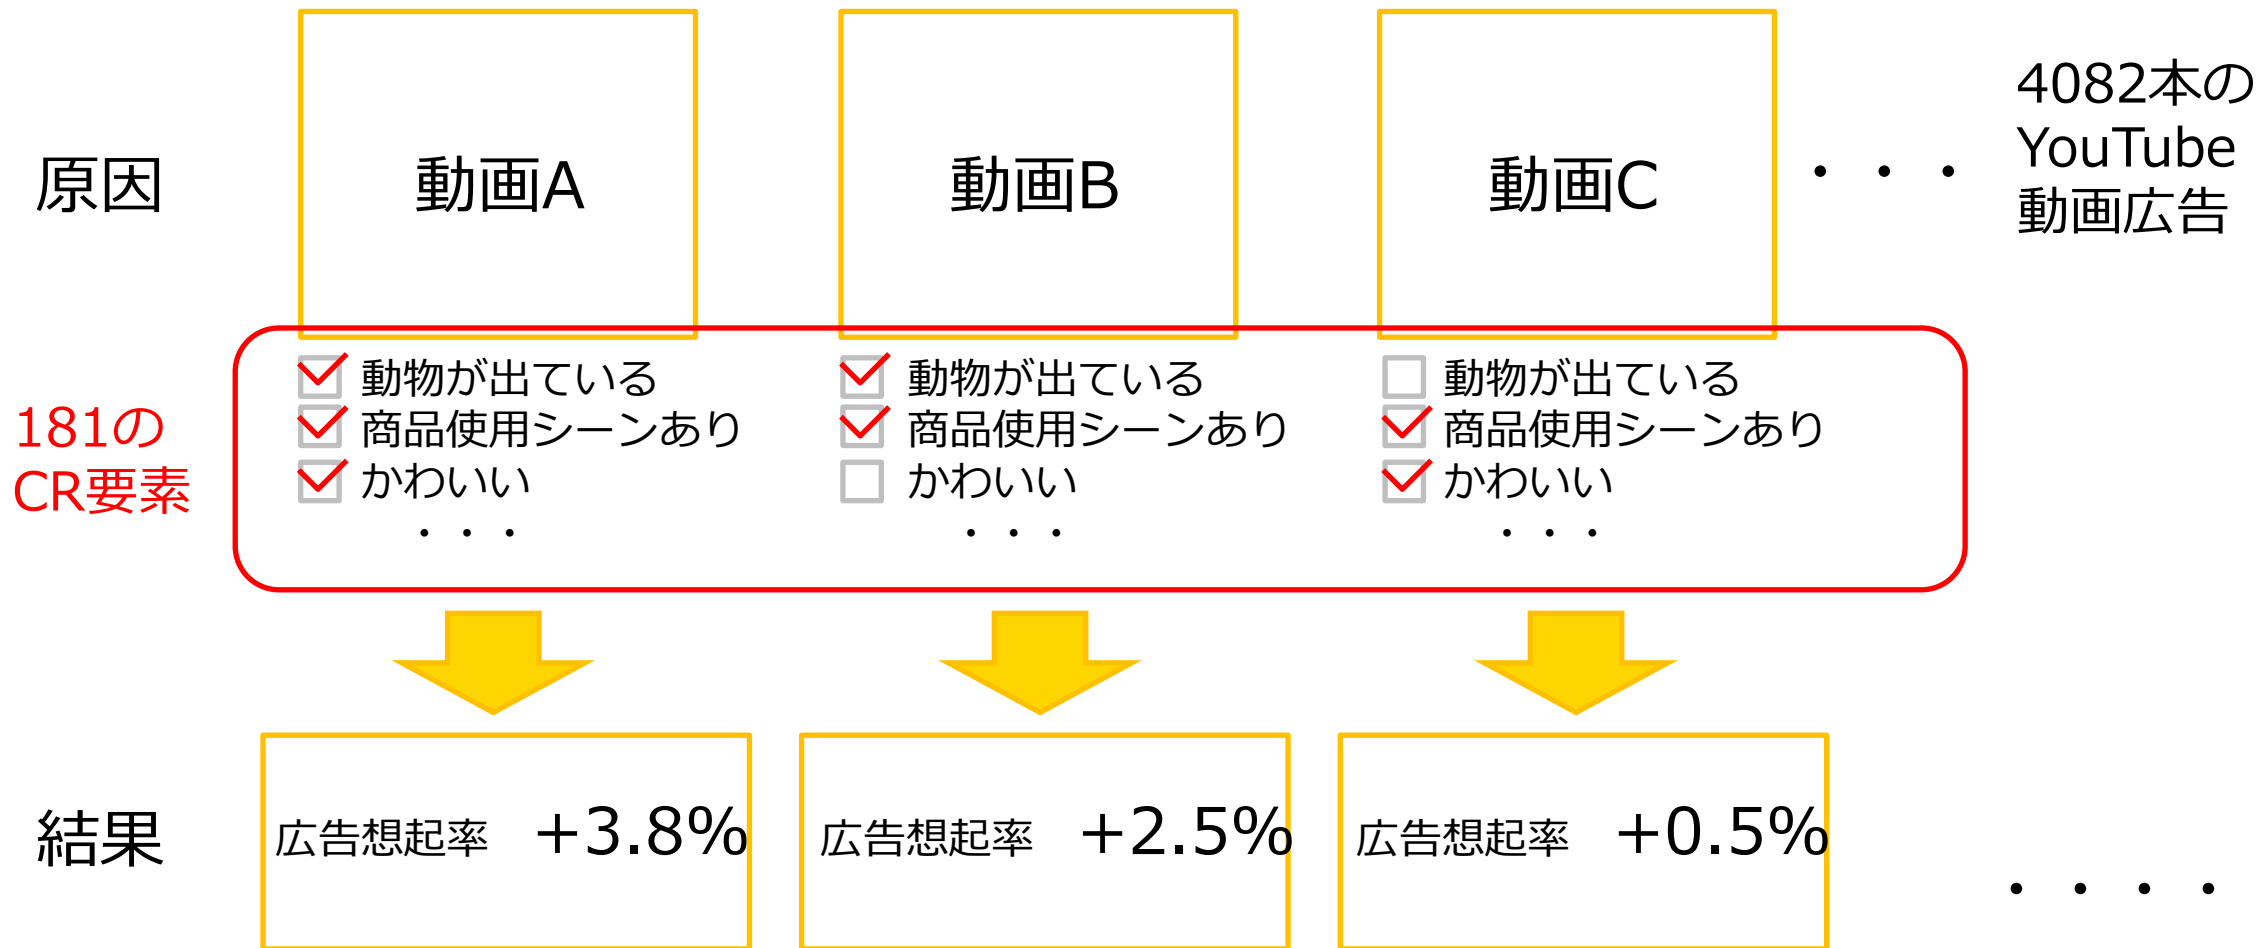 原因
動画A
動画B
動画C
・・・
4082本の
YouTube
動画広告
181の
CR要素
動物が出ている
商品使用シーンあり
かわいい
・・・
動物が出ている
商品使用シーンあり
かわいい
・・・
動物が出ている
商品使用シーンあり
かわいい
・・・
結果
広告想起率 +3.8%
広告想起率 +2.5%
広告想起率 +0.5%
・・・・